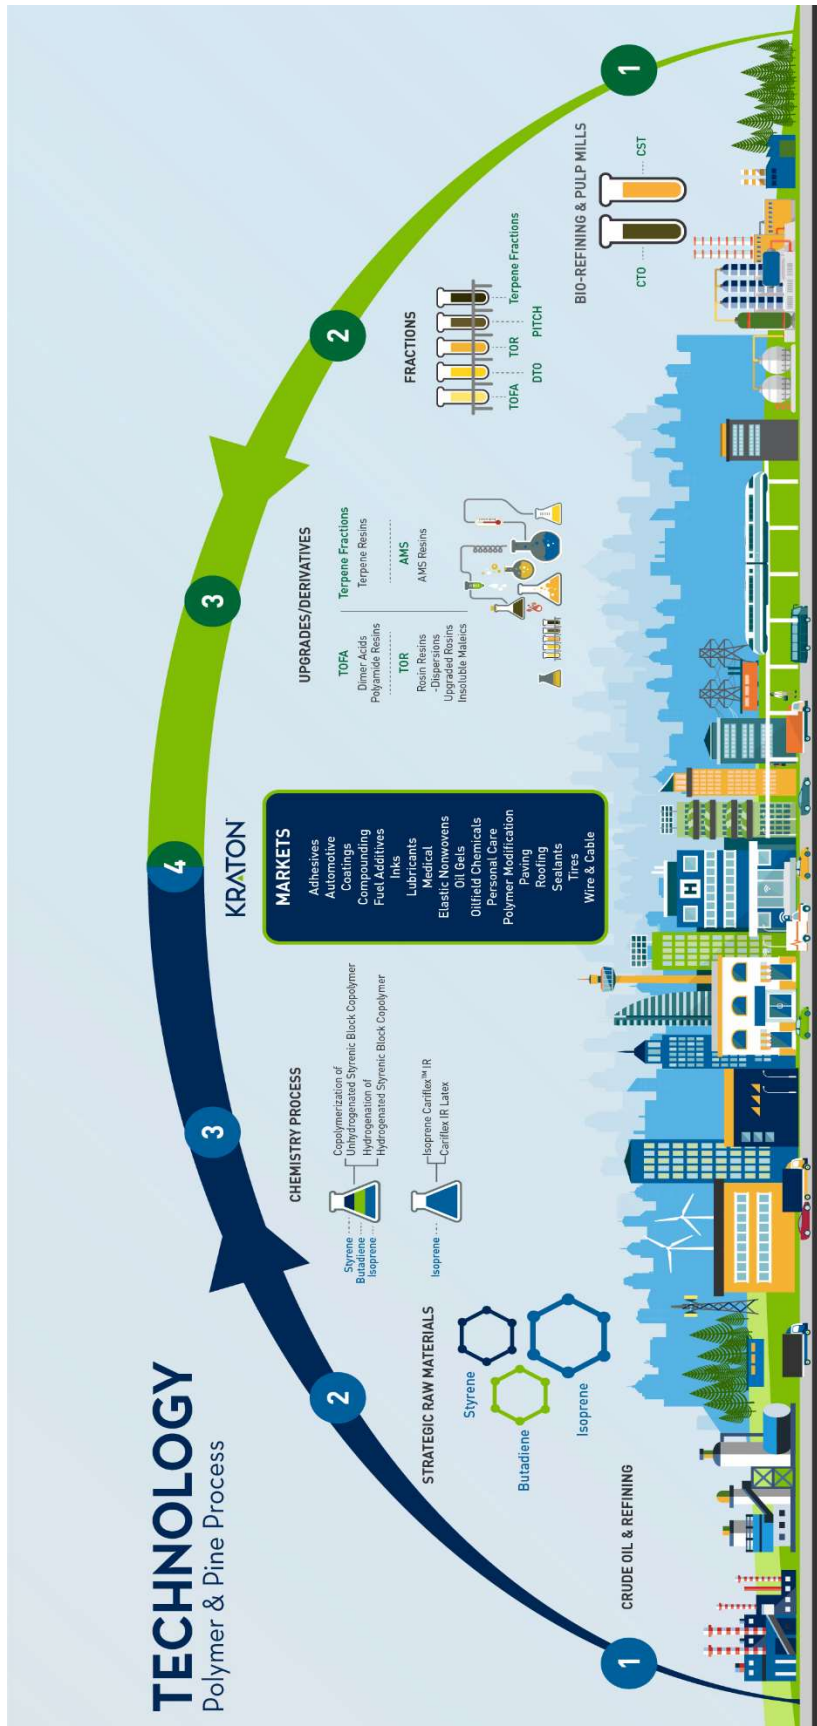 TECHNOLOGY
Polymer & Pine Process
1
CRUDE OIL & REFINING
2
STRATEGIC RAW MATERIALS
Styrene
Butadiene
Isoprene
3
CHEMISTRY PROCESS
Styrene
Butadiene
Isoprene
Copolymerization of
Unhydrogenated Styrenic Block Copolymer
Hydrogenation of
Hydrogenated Styrenic Block Copolymer
Isoprene
Isoprene Cariflex™ IR
Cariflex IR Latex
4
KRATON™
MARKETS
Adhesives
Automotive
Coatings
Compounding
Fuel Additives
Inks
Lubricants
Medical
Elastic Nonwovens
Oil Gels
Oilfield Chemicals
Personal Care
Polymer Modification
Paving
Roofing
Sealants
Tires
Wire & Cable
3
UPGRADES/DERIVATIVES
TOFA
Dimer Acids
Polyamide Resins
TOR
Rosin Resins
-Dispersions
Upgraded Rosins
Insoluble Maleics
Terpene Fractions
Terpene Resins
AMS
AMS Resins
2
FRACTIONS
TOFA
DTO
TOR
PITCH
Terpene Fractions
1
BIO-REFINING & PULP MILLS
CTO
CST
H